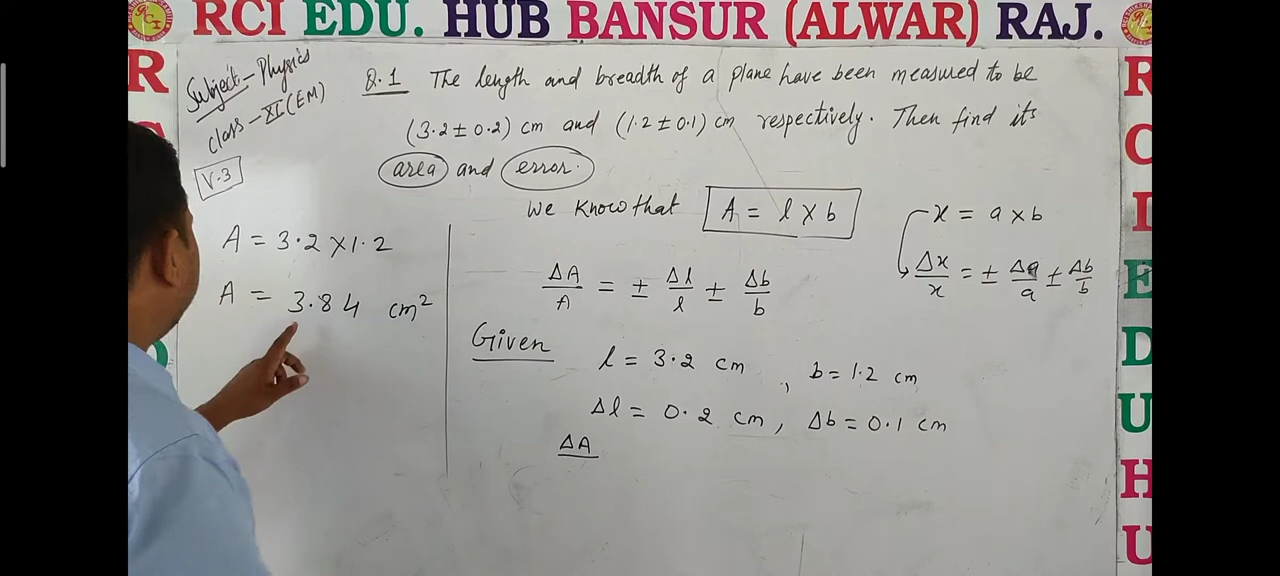 RCI EDU. HUB BANSUR (ALWAR) RAJ.
Subject - Physics
Class - XI (EM)
V.3
Q.1 The length and breadth of a plane have been measured to be
(3.2 ± 0.2) cm and (1.2 ± 0.1) cm respectively. Then find its
area and error.
We know that A = l × b
x = a × b
Δx/x = ± Δa/a ± Δb/b
A = 3.2 × 1.2
A = 3.84 cm²
ΔA/A = ± Δl/l ± Δb/b
Given l = 3.2 cm, b = 1.2 cm
Δl = 0.2 cm, Δb = 0.1 cm
ΔA
R
R
C
I
E
D
U
H
U